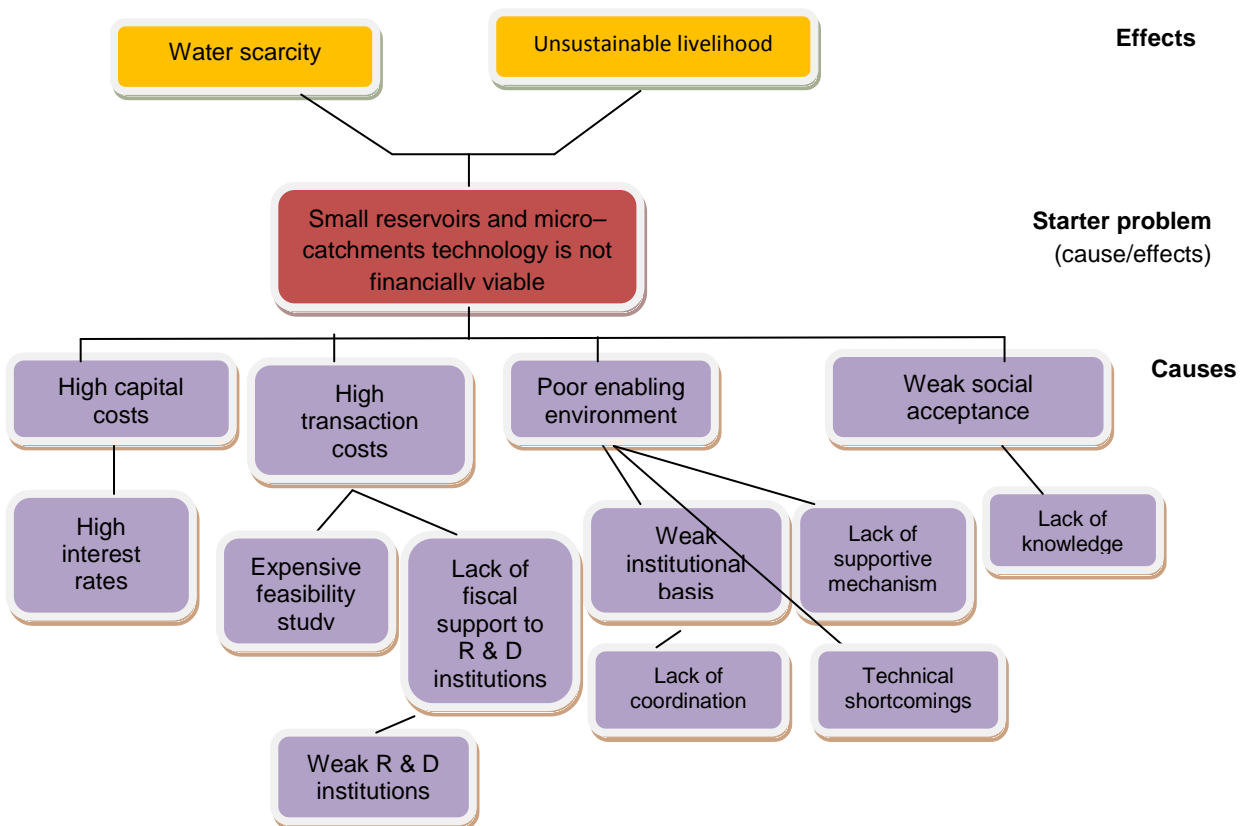 Water scarcity
Unsustainable livelihood
Effects
Small reservoirs and micro–
catchments technology is not
financially viable
Starter problem
(cause/effects)
High capital
costs
High
transaction
costs
Poor enabling
environment
Weak social
acceptance
Causes
High
interest
rates
Expensive
feasibility
study
Lack of
fiscal
support to
R & D
institutions
Weak
institutional
basis
Lack of
supportive
mechanism
Lack of
knowledge
Lack of
coordination
Technical
shortcomings
Weak R & D
institutions